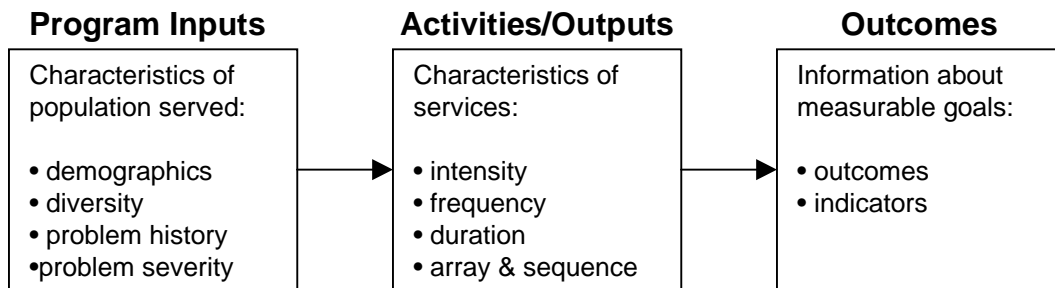 Program Inputs
Characteristics of
population served:
• demographics
• diversity
• problem history
•problem severity
Activities/Outputs
Characteristics of
services:
• intensity
• frequency
• duration
• array & sequence
Outcomes
Information about
measurable goals:
• outcomes
• indicators